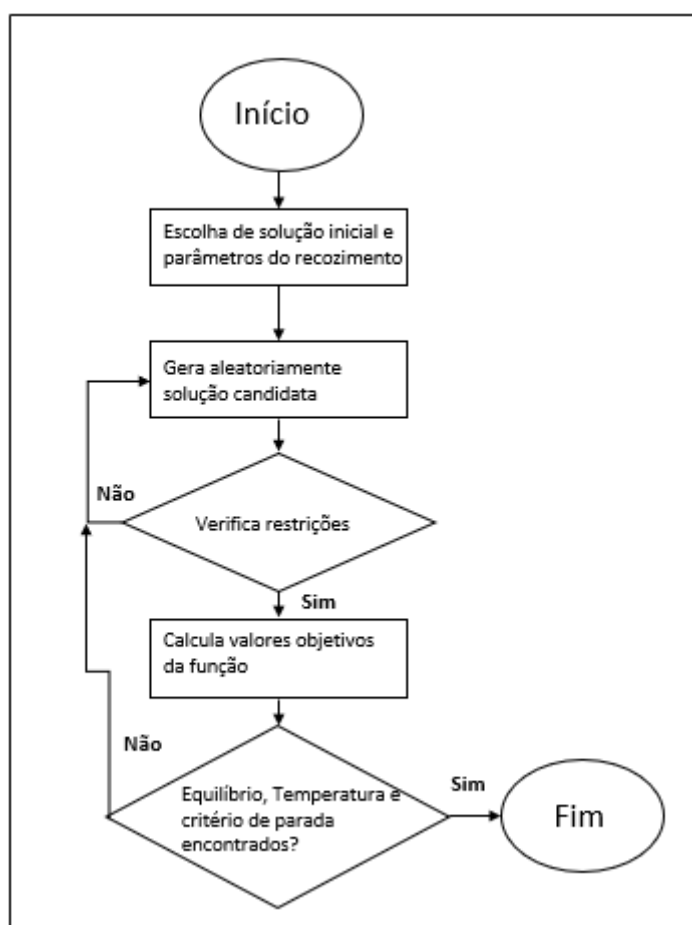 Início
Escolha de solução inicial e
parâmetros do recozimento
Gera aleatoriamente
solução candidata
Não
Verifica restrições
Sim
Calcula valores objetivos
da função
Não
Equilíbrio, Temperatura e
critério de parada
encontrados?
Sim
Fim